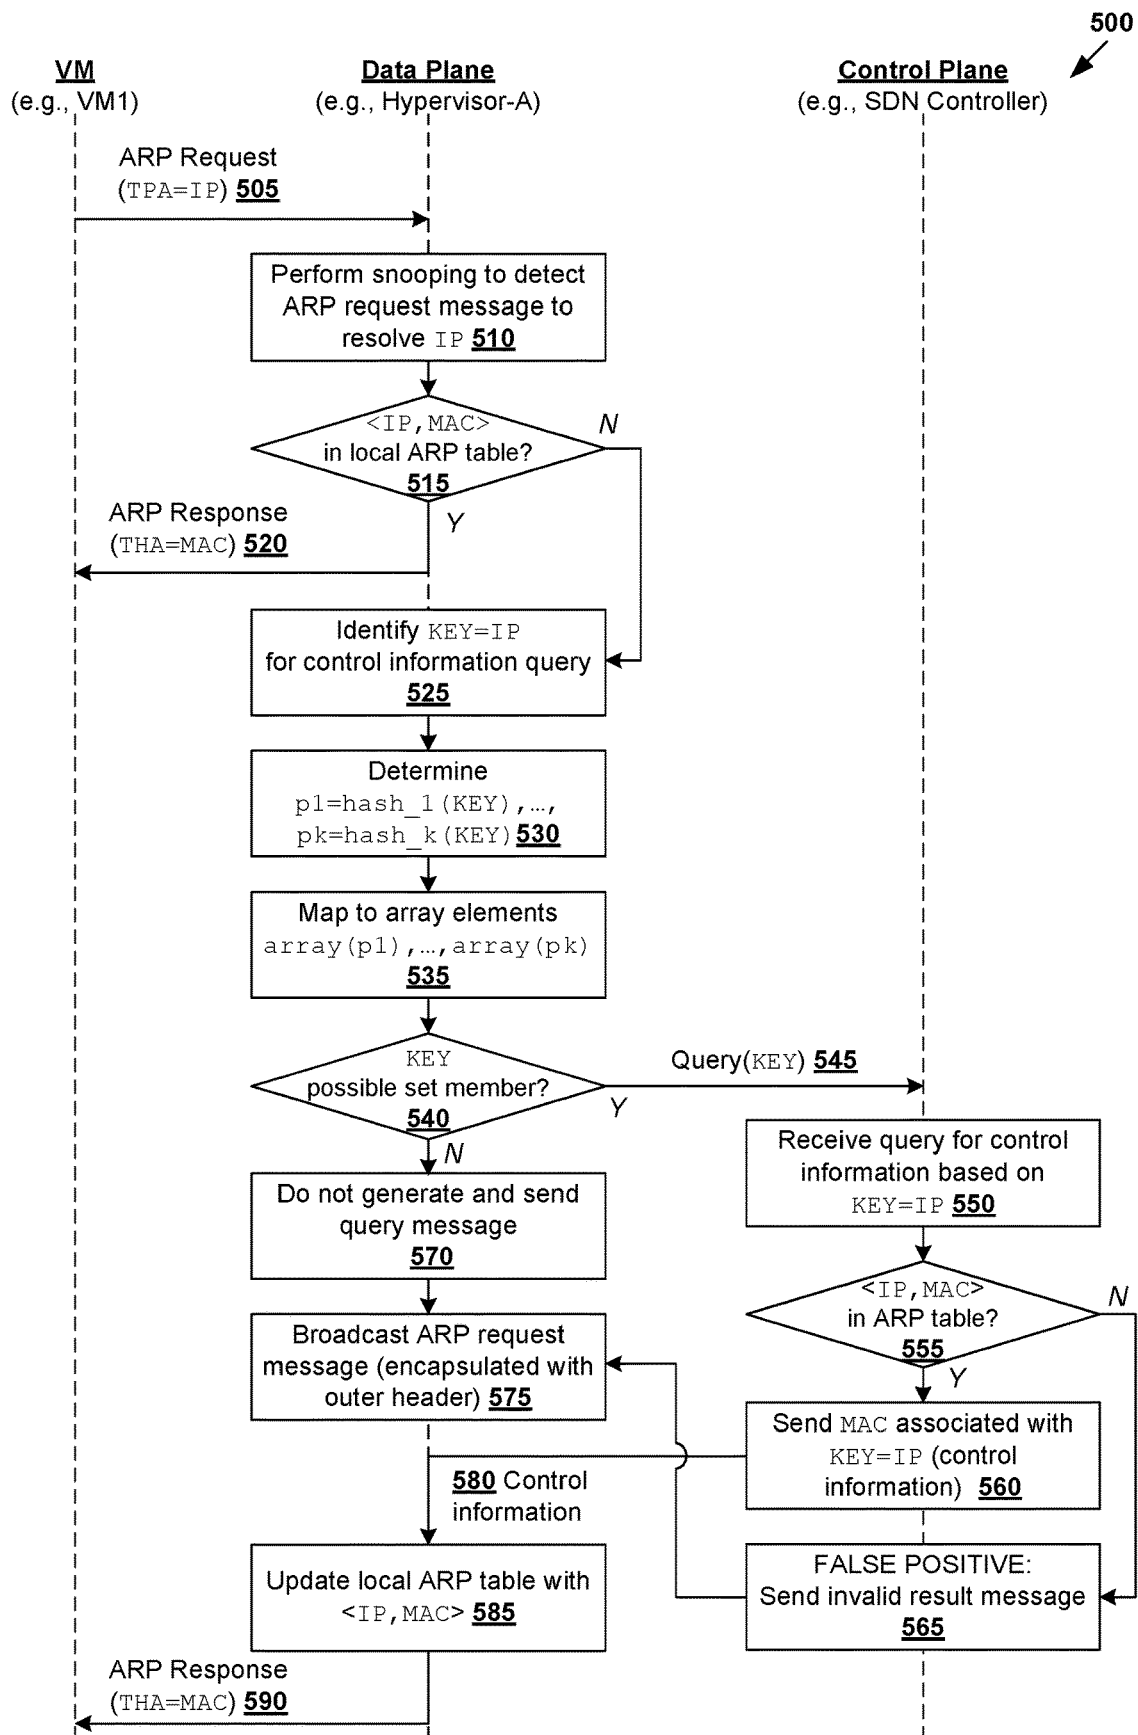 500
VM
(e.g., VM1)
Data Plane
(e.g., Hypervisor-A)
Control Plane
(e.g., SDN Controller)
ARP Request
(TPA=IP) 505
Perform snooping to detect
ARP request message to
resolve IP 510
<IP,MAC>
in local ARP table?
515
N
Y
ARP Response
(THA=MAC) 520
Identify KEY=IP
for control information query
525
Determine
p1=hash_1(KEY),…,
pk=hash_k(KEY) 530
Map to array elements
array(p1),…,array(pk)
535
KEY
possible set member?
540
Y
N
Query(KEY) 545
Receive query for control
information based on
KEY=IP 550
Do not generate and send
query message
570
<IP,MAC>
in ARP table?
555
N
Y
Broadcast ARP request
message (encapsulated with
outer header) 575
Send MAC associated with
KEY=IP (control
information) 560
580 Control
information
FALSE POSITIVE:
Send invalid result message
565
Update local ARP table with
<IP,MAC> 585
ARP Response
(THA=MAC) 590